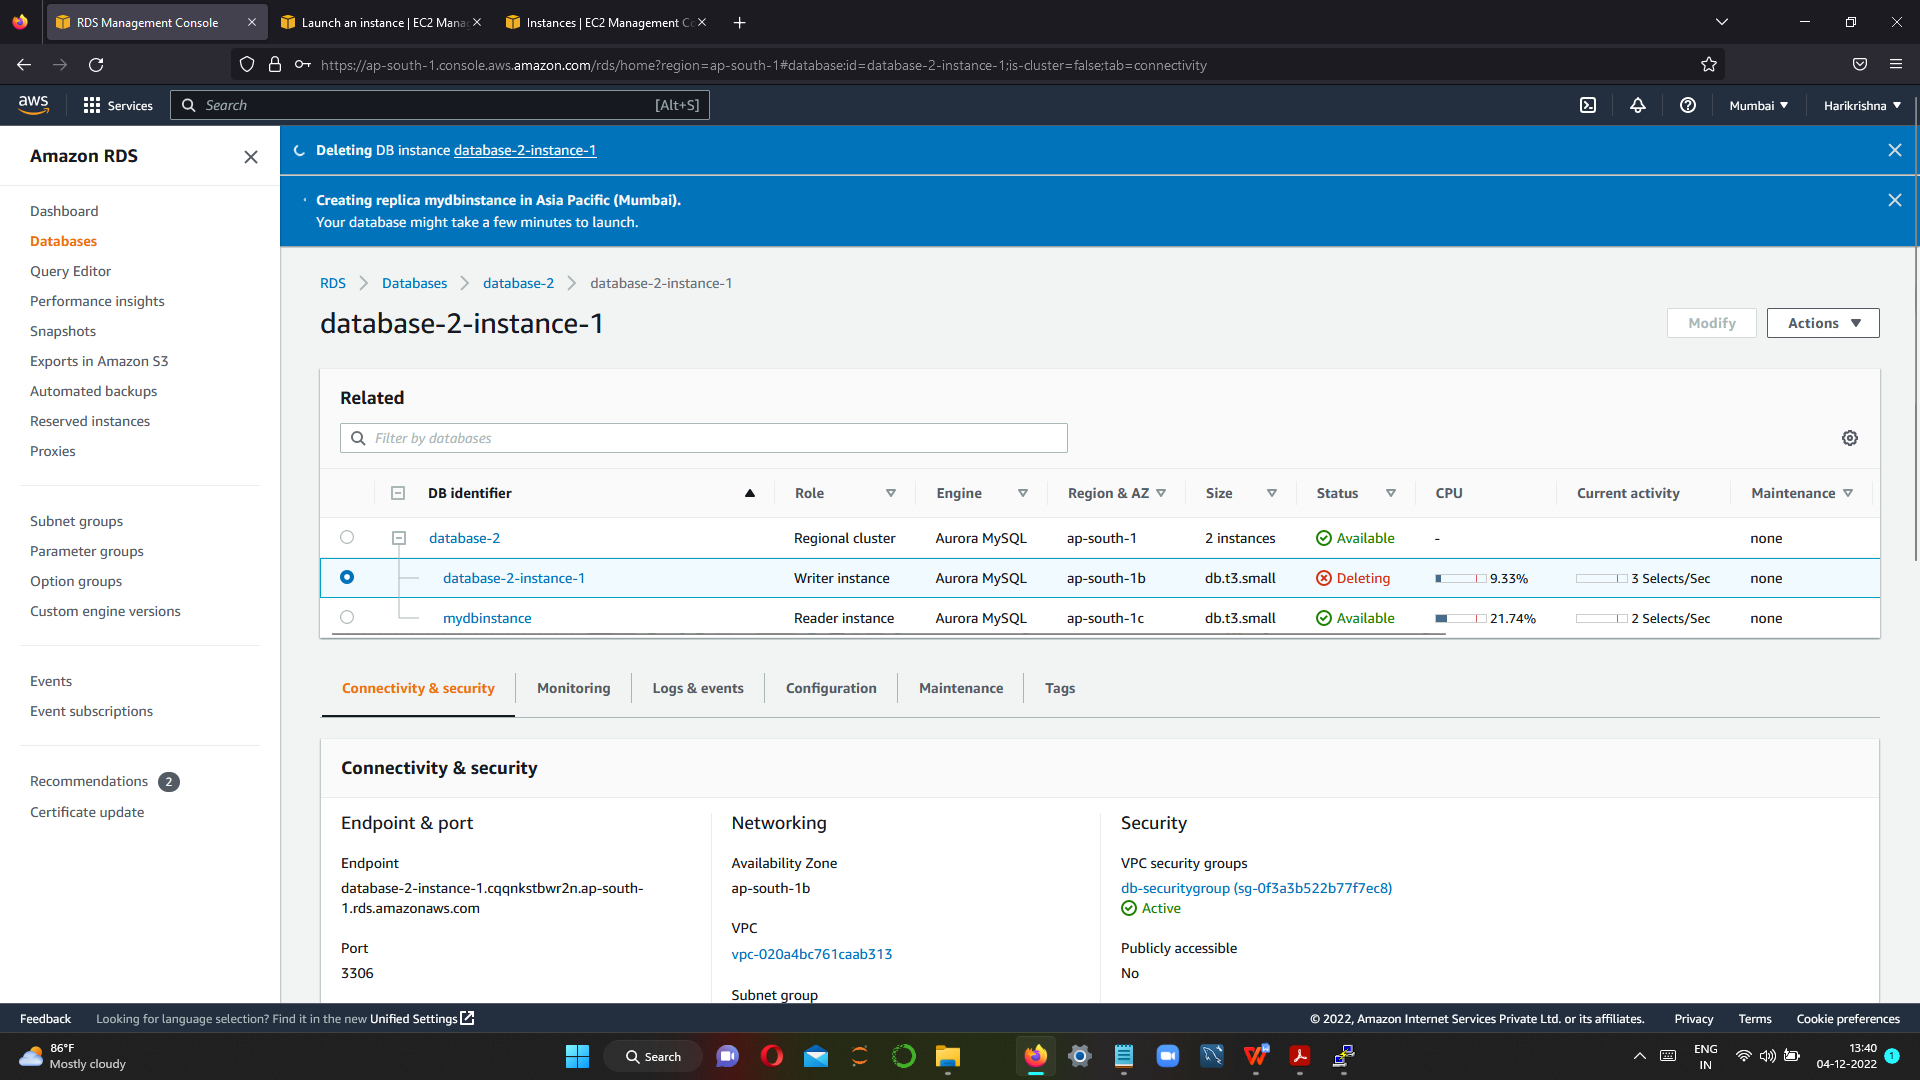 RDS Management Console
Launch an instance | EC2 Mana
Instances | EC2 Management Co
https://ap-south-1.console.aws.amazon.com/rds/home?region=ap-south-1#database:id=database-2-instance-1;is-cluster=false;tab=connectivity
aws Services Search [Alt+S] Mumbai Harikrishna
Amazon RDS
Dashboard
Databases
Query Editor
Performance insights
Snapshots
Exports in Amazon S3
Automated backups
Reserved instances
Proxies
Subnet groups
Parameter groups
Option groups
Custom engine versions
Events
Event subscriptions
Recommendations 2
Certificate update
Deleting DB instance database-2-instance-1
Creating replica mydbinstance in Asia Pacific (Mumbai).
Your database might take a few minutes to launch.
RDS Databases database-2 database-2-instance-1
database-2-instance-1
Modify Actions
Related
Filter by databases
DB identifier Role Engine Region & AZ Size Status CPU Current activity Maintenance
database-2 Regional cluster Aurora MySQL ap-south-1 2 instances Available - none
database-2-instance-1 Writer instance Aurora MySQL ap-south-1b db.t3.small Deleting 9.33% 3 Selects/Sec none
mydbinstance Reader instance Aurora MySQL ap-south-1c db.t3.small Available 21.74% 2 Selects/Sec none
Connectivity & security Monitoring Logs & events Configuration Maintenance Tags
Connectivity & security
Endpoint & port
Endpoint
database-2-instance-1.cqqnkstbwr2n.ap-south-
1.rds.amazonaws.com
Port
3306
Networking
Availability Zone
ap-south-1b
VPC
vpc-020a4bc761caab313
Subnet group
Security
VPC security groups
db-securitygroup (sg-0f3a3b522b77f7ec8)
Active
Publicly accessible
No
Feedback Looking for language selection? Find it in the new Unified Settings © 2022, Amazon Internet Services Private Ltd. or its affiliates. Privacy Terms Cookie preferences
86°F
Mostly cloudy
Search
ENG
IN
13:40
04-12-2022
1